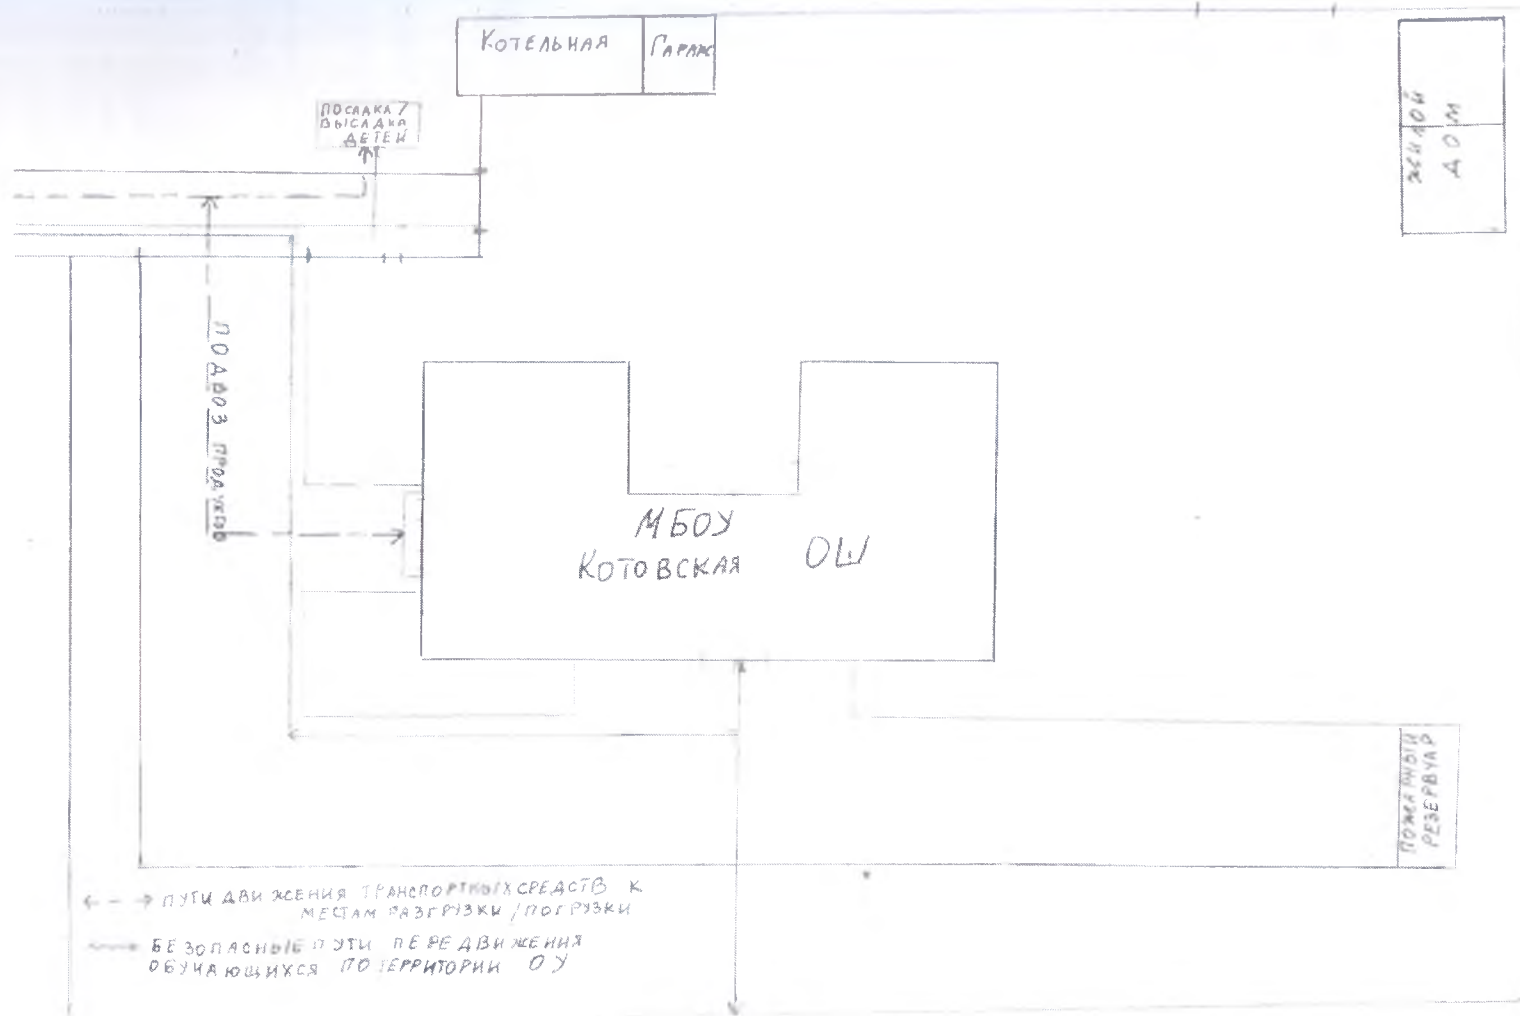 КОТЕЛЬНАЯ
ГАРАЖ
ПОСАДКА /
ВЫСАДКА
ДЕТЕЙ
ЖИЛОЙ
ДОМ
ПОДВОЗ ПРОДУКТОВ
МБОУ
КОТОВСКАЯ ОШ
ПОЖАРНЫЙ
РЕЗЕРВУАР
ПУТИ ДВИЖЕНИЯ ТРАНСПОРТНЫХ СРЕДСТВ К
МЕСТАМ РАЗГРУЗКИ / ПОГРУЗКИ
БЕЗОПАСНЫЕ ПУТИ ПЕРЕДВИЖЕНИЯ
ОБУЧАЮЩИХСЯ ПО ТЕРРИТОРИИ ОУ